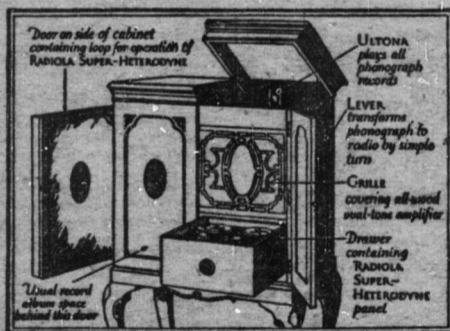 Door on side of cabinet
containing loop for operation of
RADIOLA SUPER-HETERODYNE
ULTONA
plays all
phonograph
records
LEVER
transforms
phonograph to
radio by simple
turn
GRILLE
covering all-wood
oval-tone amplifier
Drawer
containing
RADIOLA
SUPER-
HETERODYNE
panel
Usual record
album space
behind this door